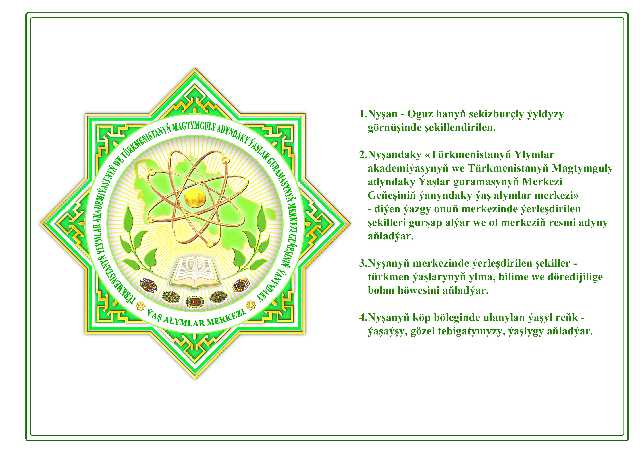 TÜRKMENISTANYŇ YLYMLAR AKADEMIÝASYNYŇ WE TÜRKMENISTANYŇ MAGTYMGULY ADYNDAKY ÝAŞLAR GURAMASYNYŇ MERKEZI GEŇEŞINIŇ ÝANYNDAKY
ÝAŞ ALYMLAR MERKEZI
1.Nyşan - Oguz hanyň sekizburçly ýyldyzy
görnüşinde şekillendirilen.
2.Nyşandaky «Türkmenistanyň Ylymlar
akademiýasynyň we Türkmenistanyň Magtymguly
adyndaky Ýaşlar guramasynyň Merkezi
Geňeşiniň ýanyndaky ýaş alymlar merkezi»
- diýen ýazgy onuň merkezinde ýerleşdirilen
şekilleri gurşap alýar we ol merkeziň resmi adyny
aňladýar.
3.Nyşanyň merkezinde ýerleşdirilen şekiller -
türkmen ýaşlarynyň ylma, bilime we döredijilige
bolan höwesini aňladýar.
4.Nyşanyň köp böleginde ulanylan ýaşyl reňk -
ýaşaýşy, gözel tebigatymyzy, ýaşlygy aňladýar.